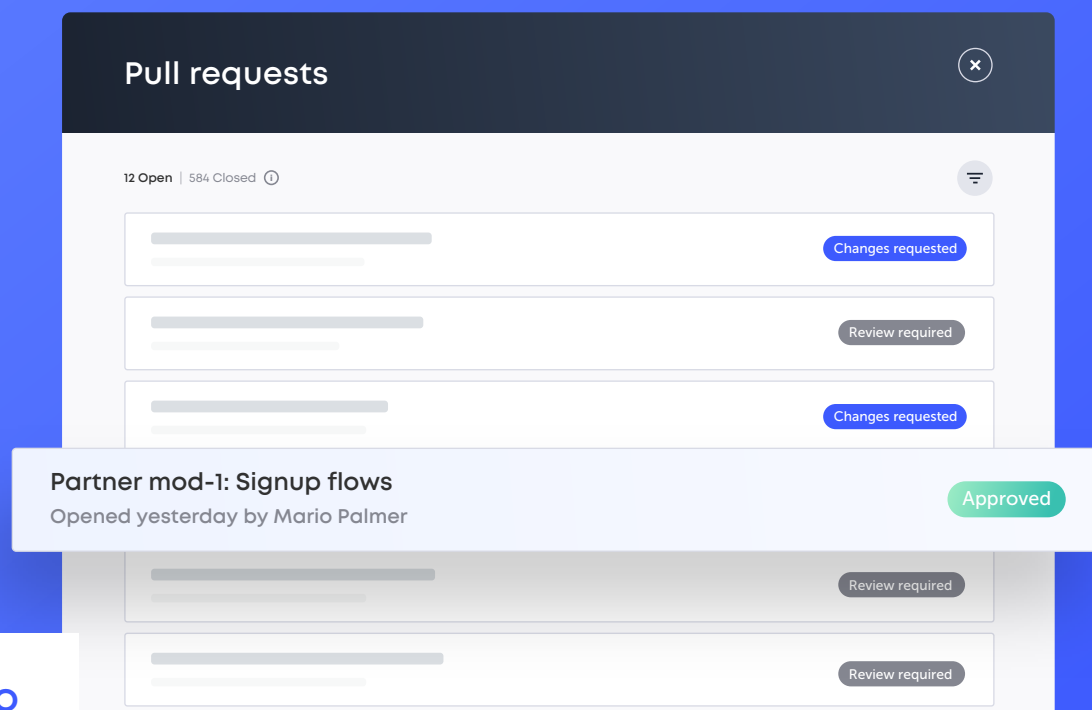 Pull requests
12 Open | 584 Closed
Changes requested
Review required
Changes requested
Partner mod-1: Signup flows
Opened yesterday by Mario Palmer
Approved
Review required
Review required